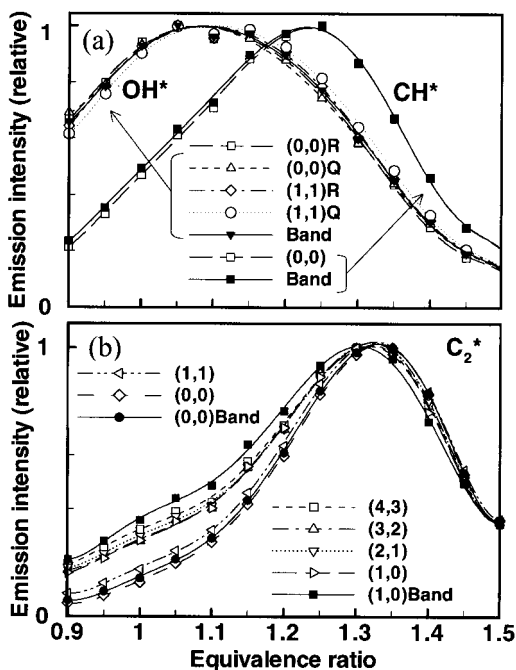 (a)
1
OH*
CH*
(0,0)R
(0,0)Q
(1,1)R
(1,1)Q
Band
(0,0)
Band
0
Emission intensity (relative)
(b)
1
C2*
(1,1)
(0,0)
(0,0)Band
(4,3)
(3,2)
(2,1)
(1,0)
(1,0)Band
0
Emission intensity (relative)
0.9 1.0 1.1 1.2 1.3 1.4 1.5
Equivalence ratio